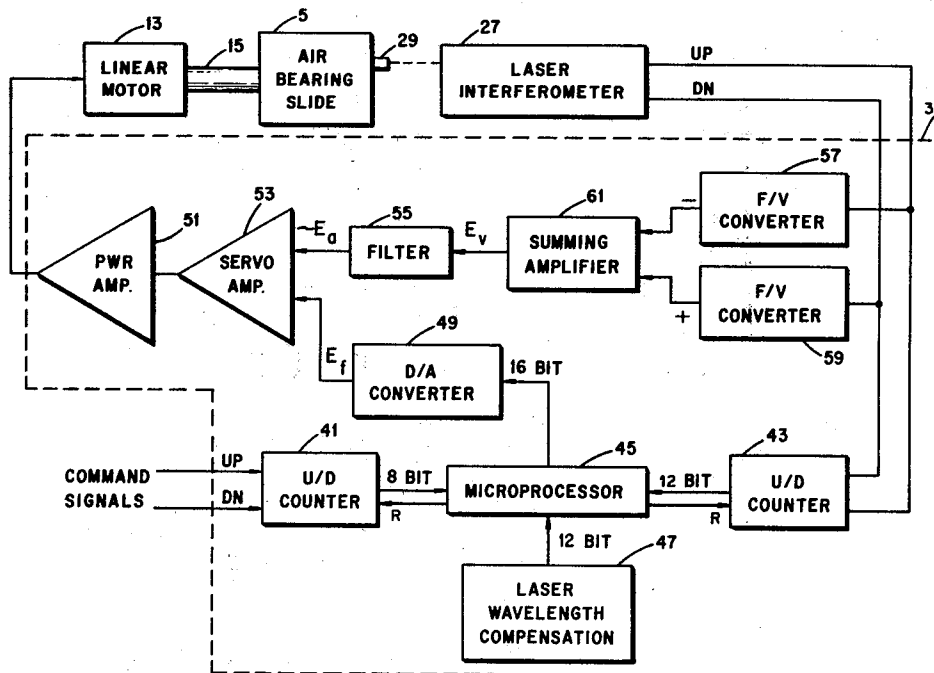 13
15
5
29
27
LINEAR
MOTOR
AIR
BEARING
SLIDE
LASER
INTERFEROMETER
UP
DN
3
51
53
55
61
57
PWR
AMP.
SERVO
AMP.
Ea
FILTER
Ev
SUMMING
AMPLIFIER
−
F/V
CONVERTER
+
F/V
CONVERTER
59
49
Ef
D/A
CONVERTER
16 BIT
41
45
43
COMMAND
SIGNALS
UP
DN
U/D
COUNTER
8 BIT
R
MICROPROCESSOR
12 BIT
R
U/D
COUNTER
12 BIT
47
LASER
WAVELENGTH
COMPENSATION